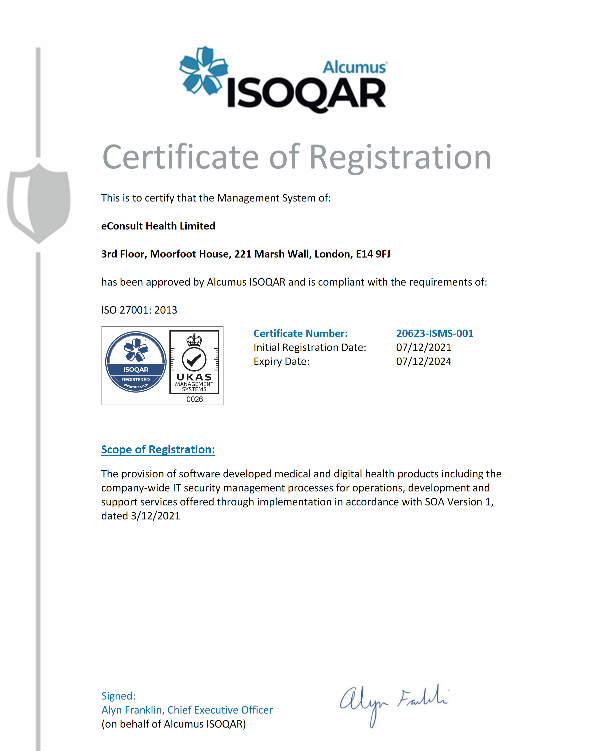 Alcumus
ISOQAR
Certificate of Registration
This is to certify that the Management System of:
eConsult Health Limited
3rd Floor, Moorfoot House, 221 Marsh Wall, London, E14 9FJ
has been approved by Alcumus ISOQAR and is compliant with the requirements of:
ISO 27001: 2013
ISOQAR
REGISTERED
UKAS
MANAGEMENT
SYSTEMS
0026
Certificate Number: 20623-ISMS-001
Initial Registration Date: 07/12/2021
Expiry Date: 07/12/2024
Scope of Registration:
The provision of software developed medical and digital health products including the
company-wide IT security management processes for operations, development and
support services offered through implementation in accordance with SOA Version 1,
dated 3/12/2021
Signed:
Alyn Franklin, Chief Executive Officer
(on behalf of Alcumus ISOQAR)